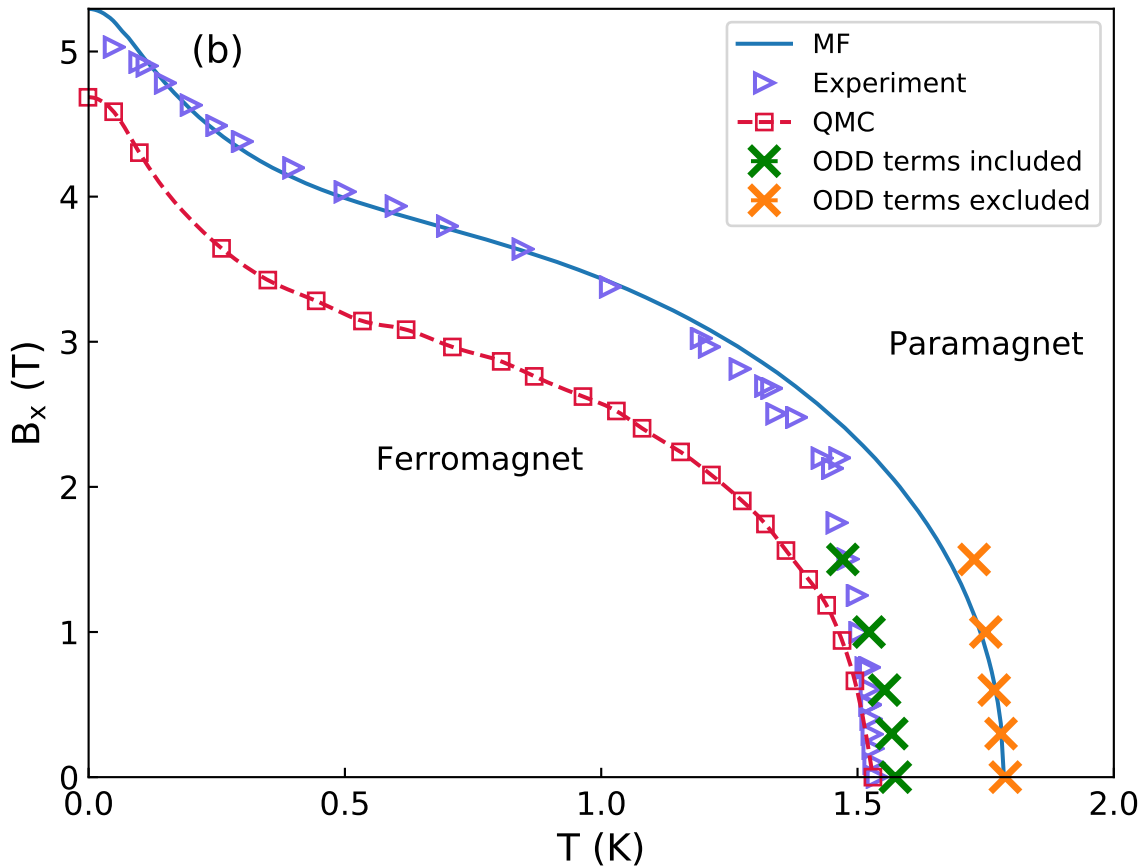 (b)
MF
Experiment
QMC
ODD terms included
ODD terms excluded
Paramagnet
Ferromagnet
B_x (T)
5
4
3
2
1
0
0.0 0.5 1.0 1.5 2.0
T (K)